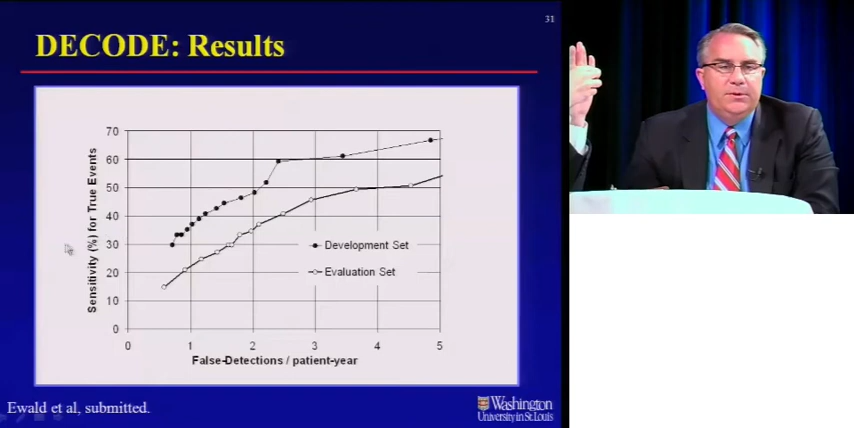 31
DECODE: Results
Sensitivity (%) for True Events
70
60
50
40
30
20
10
0
Development Set
Evaluation Set
0 1 2 3 4 5
False-Detections / patient-year
Ewald et al, submitted.
Washington
University in St. Louis